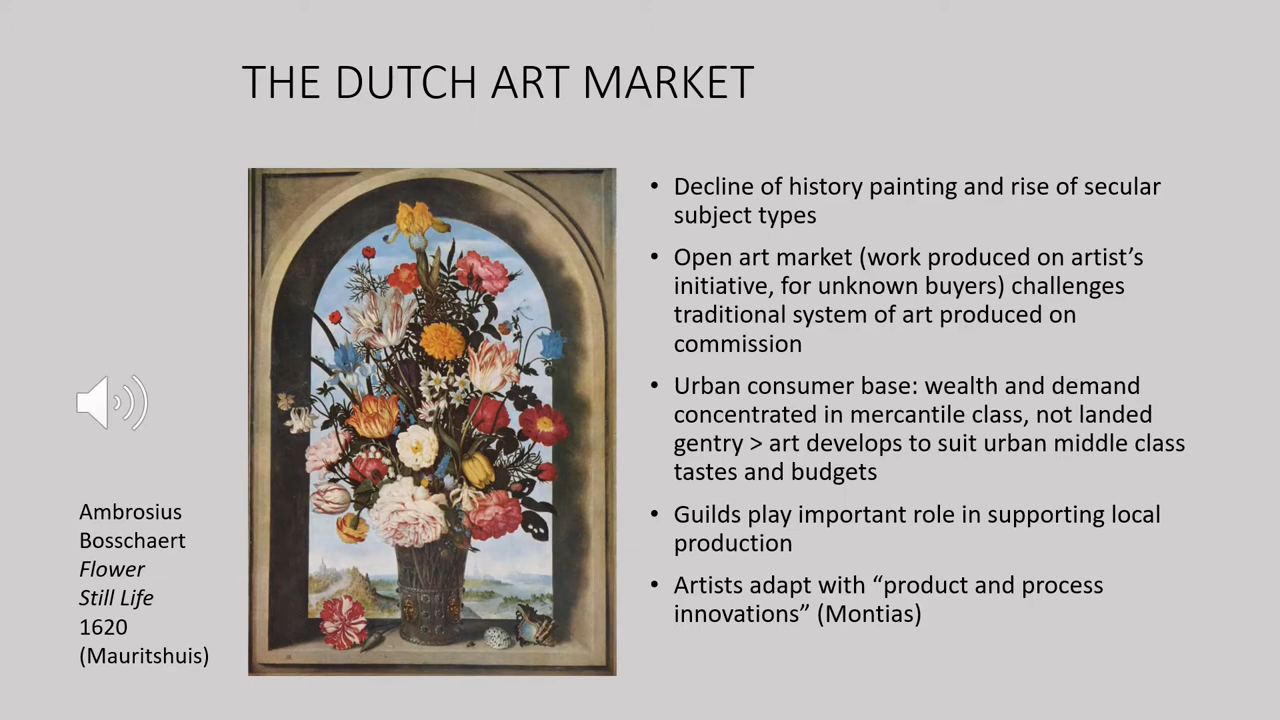 THE DUTCH ART MARKET
Ambrosius
Bosschaert
Flower
Still Life
1620
(Mauritshuis)
• Decline of history painting and rise of secular
subject types
• Open art market (work produced on artist’s
initiative, for unknown buyers) challenges
traditional system of art produced on
commission
• Urban consumer base: wealth and demand
concentrated in mercantile class, not landed
gentry > art develops to suit urban middle class
tastes and budgets
• Guilds play important role in supporting local
production
• Artists adapt with “product and process
innovations” (Montias)